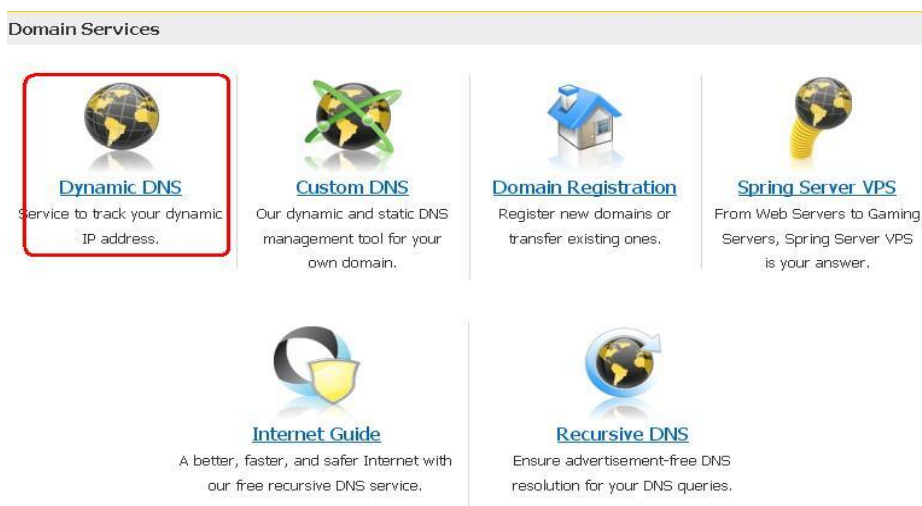 Domain Services
Dynamic DNS
Service to track your dynamic
IP address.
Custom DNS
Our dynamic and static DNS
management tool for your
own domain.
Domain Registration
Register new domains or
transfer existing ones.
Spring Server VPS
From Web Servers to Gaming
Servers, Spring Server VPS
is your answer.
Internet Guide
A better, faster, and safer Internet with
our free recursive DNS service.
Recursive DNS
Ensure advertisement-free DNS
resolution for your DNS queries.